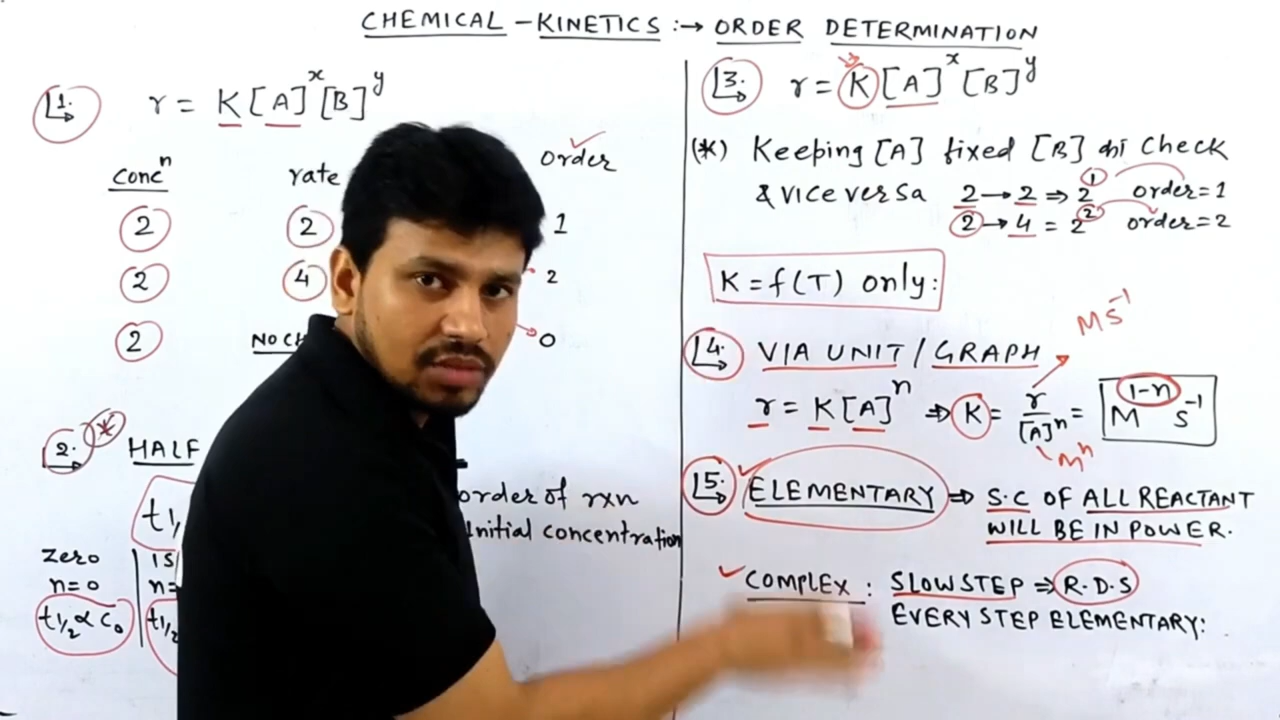 CHEMICAL - KINETICS :→ ORDER DETERMINATION
1. r = K [A]^x [B]^y
Conc^n rate order
2 2 1
2 4 2
2 0
2. (*) HALF
t1/
order of rxn
Initial concentration
zero
n=0 n=
t1/2 ∝ C0 t1/2
3. r = K [A]^x [B]^y
(*) Keeping [A] fixed [B] की Check
& vice versa 2 → 2 ⇒ 2^1 order=1
2 → 4 = 2^2 order=2
K = f(T) only:
4. VIA UNIT / GRAPH
MS^-1
r = K [A]^n ⇒ K = r/[A]^n = M^1-n S^-1
M^n
5. ELEMENTARY ⇒ S.C OF ALL REACTANT
WILL BE IN POWER.
COMPLEX : SLOW STEP ⇒ R.D.S
EVERY STEP ELEMENTARY: